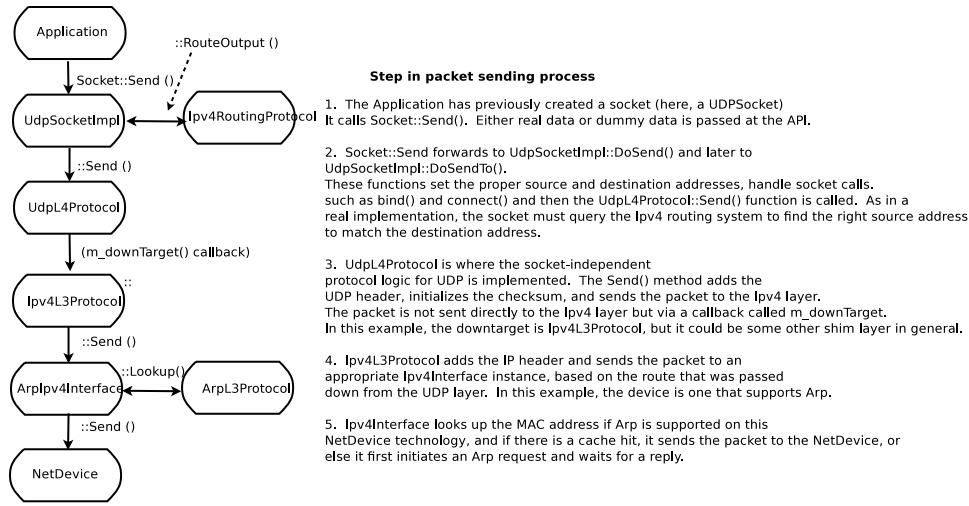 Application
::RouteOutput ()
Socket::Send ()
UdpSocketImpl
Ipv4RoutingProtocol
::Send ()
UdpL4Protocol
(m_downTarget() callback)
::
Ipv4L3Protocol
::Send ()
ArpIpv4Interface
::Lookup()
ArpL3Protocol
::Send ()
NetDevice
Step in packet sending process
1. The Application has previously created a socket (here, a UDPSocket)
It calls Socket::Send(). Either real data or dummy data is passed at the API.
2. Socket::Send forwards to UdpSocketImpl::DoSend() and later to
UdpSocketImpl::DoSendTo().
These functions set the proper source and destination addresses, handle socket calls.
such as bind() and connect() and then the UdpL4Protocol::Send() function is called. As in a
real implementation, the socket must query the Ipv4 routing system to find the right source address
to match the destination address.
3. UdpL4Protocol is where the socket-independent
protocol logic for UDP is implemented. The Send() method adds the
UDP header, initializes the checksum, and sends the packet to the Ipv4 layer.
The packet is not sent directly to the Ipv4 layer but via a callback called m_downTarget.
In this example, the downtarget is Ipv4L3Protocol, but it could be some other shim layer in general.
4. Ipv4L3Protocol adds the IP header and sends the packet to an
appropriate Ipv4Interface instance, based on the route that was passed
down from the UDP layer. In this example, the device is one that supports Arp.
5. Ipv4Interface looks up the MAC address if Arp is supported on this
NetDevice technology, and if there is a cache hit, it sends the packet to the NetDevice, or
else it first initiates an Arp request and waits for a reply.